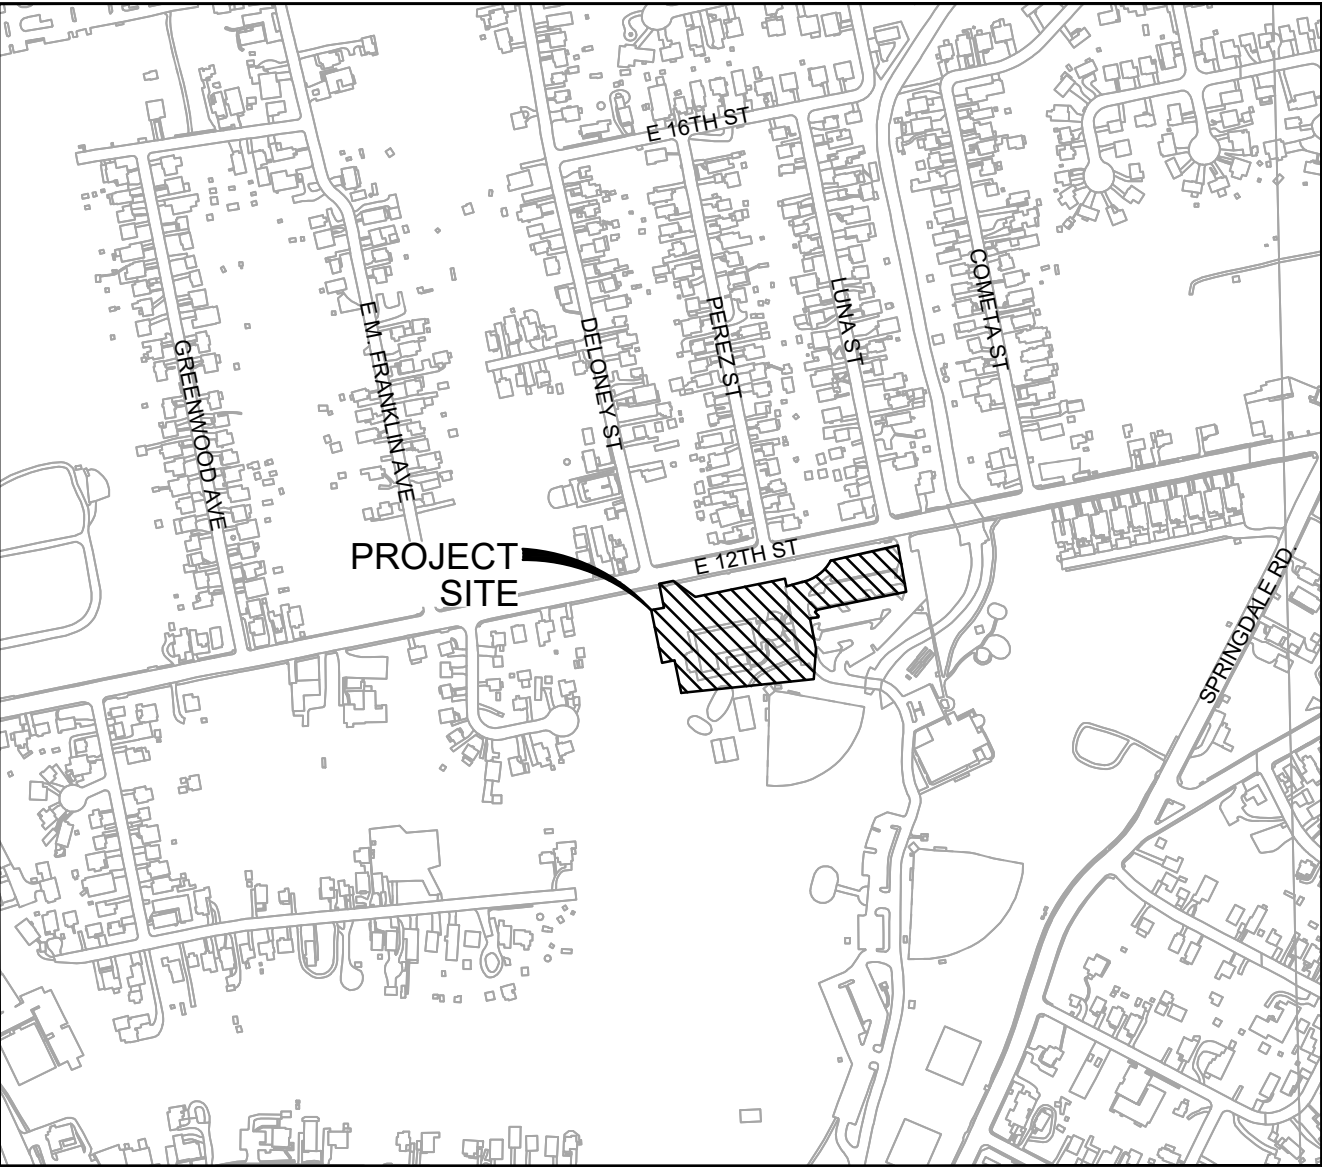 E 16TH ST
COMETA ST
LUNA ST
PEREZ ST
DELONEY ST
E M. FRANKLIN AVE
GREENWOOD AVE
PROJECT
SITE
E 12TH ST
SPRINGDALE RD.